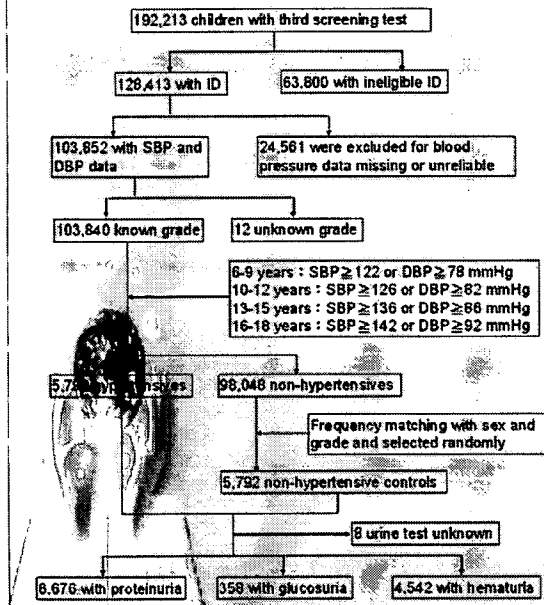 192,213 children with third screening test
128,413 with ID
63,800 with ineligible ID
103,852 with SBP and
DBP data
24,561 were excluded for blood
pressure data missing or unreliable
103,840 known grade
12 unknown grade
6-9 years：SBP≧122 or DBP≧78 mmHg
10-12 years：SBP≧126 or DBP≧82 mmHg
13-15 years：SBP≧136 or DBP≧86 mmHg
16-18 years：SBP≧142 or DBP≧92 mmHg
hypertensives
98,048 non-hypertensives
Frequency matching with sex and
grade and selected randomly
5,792 non-hypertensive controls
8 urine test unknown
6,676 with proteinuria
358 with glucosuria
4,542 with hematuria